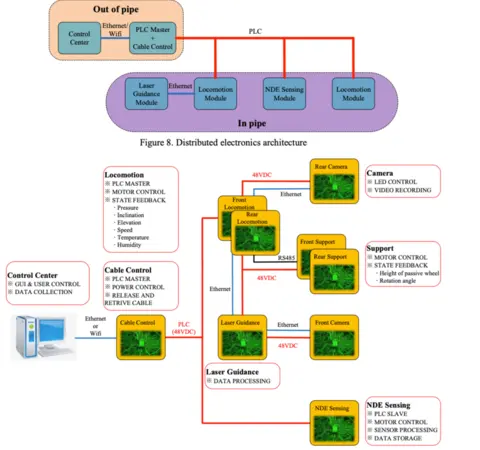 Out of pipe
Control
Center
Ethernet/
Wifi
PLC Master
+
Cable Control
PLC
Laser
Guidance
Module
Ethernet
Locomotion
Module
NDE Sensing
Module
Locomotion
Module
In pipe
Figure 8. Distributed electronics architecture
Locomotion
※ PLC MASTER
※ MOTOR CONTROL
※ STATE FEEDBACK
· Pressure
· Inclination
· Elevation
· Speed
· Temperature
· Humidity
48VDC
Ethernet
Rear Camera
Camera
※ LED CONTROL
※ VIDEO RECORDING
Front
Locomotion
Rear
Locomotion
RS485
48VDC
Front Support
Rear Support
Support
※ MOTOR CONTROL
※ STATE FEEDBACK
· Height of passive wheel
· Rotation angle
Control Center
※ GUI & USER CONTROL
※ DATA COLLECTION
Cable Control
※ PLC MASTER
※ POWER CONTROL
※ RELEASE AND
RETRIVE CABLE
Ethernet
or
Wifi
Cable Control
PLC
(48VDC)
Laser Guidance
Ethernet
48VDC
Front Camera
Laser Guidance
※ DATA PROCESSING
NDE Sensing
NDE Sensing
※ PLC SLAVE
※ MOTOR CONTROL
※ SENSOR PROCESSING
※ DATA STORAGE